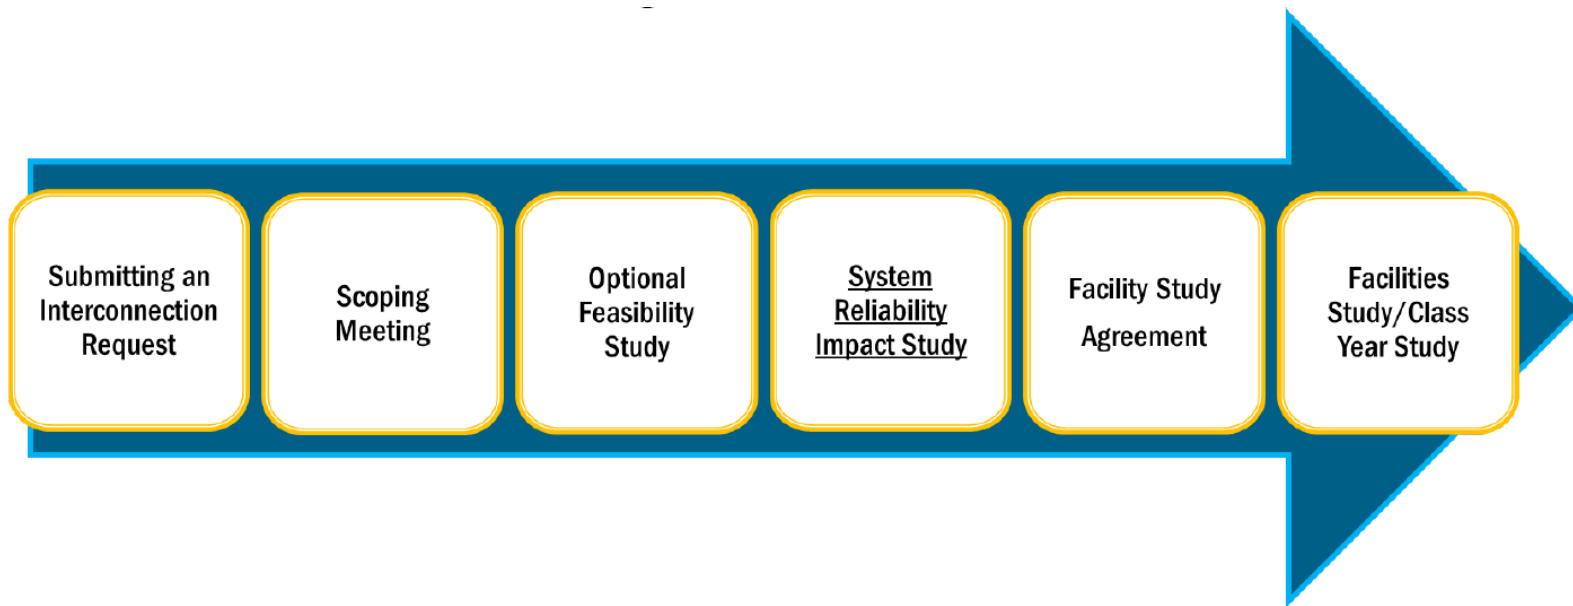 Submitting an
Interconnection
Request
Scoping
Meeting
Optional
Feasibility
Study
System
Reliability
Impact Study
Facility Study
Agreement
Facilities
Study/Class
Year Study